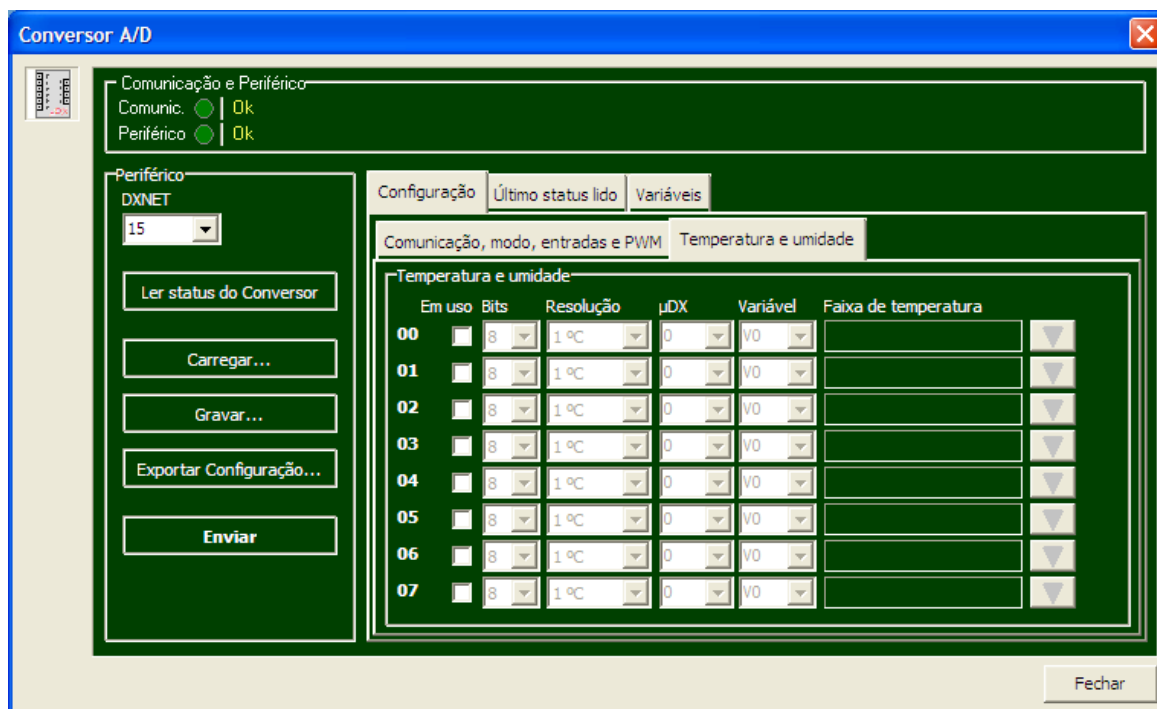 Conversor A/D
Comunicação e Periférico
Comunic. Ok
Periférico Ok
Periférico
DXNET
15
Ler status do Conversor
Carregar...
Gravar...
Exportar Configuração...
Enviar
Configuração Último status lido Variáveis
Comunicação, modo, entradas e PWM Temperatura e umidade
Temperatura e umidade
Em uso Bits Resolução µDX Variável Faixa de temperatura
00 8 1 ºC 0 V0
01 8 1 ºC 0 V0
02 8 1 ºC 0 V0
03 8 1 ºC 0 V0
04 8 1 ºC 0 V0
05 8 1 ºC 0 V0
06 8 1 ºC 0 V0
07 8 1 ºC 0 V0
Fechar